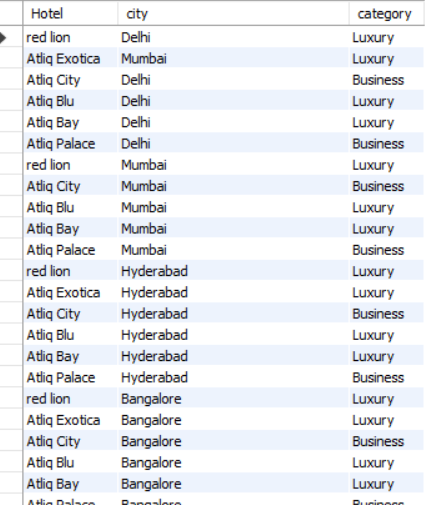 Hotel city category
red lion Delhi Luxury
Atliq Exotica Mumbai Luxury
Atliq City Delhi Business
Atliq Blu Delhi Luxury
Atliq Bay Delhi Luxury
Atliq Palace Delhi Business
red lion Mumbai Luxury
Atliq City Mumbai Business
Atliq Blu Mumbai Luxury
Atliq Bay Mumbai Luxury
Atliq Palace Mumbai Business
red lion Hyderabad Luxury
Atliq Exotica Hyderabad Luxury
Atliq City Hyderabad Business
Atliq Blu Hyderabad Luxury
Atliq Bay Hyderabad Luxury
Atliq Palace Hyderabad Business
red lion Bangalore Luxury
Atliq Exotica Bangalore Luxury
Atliq City Bangalore Business
Atliq Blu Bangalore Luxury
Atliq Bay Bangalore Luxury
Atliq Palace Bangalore Business